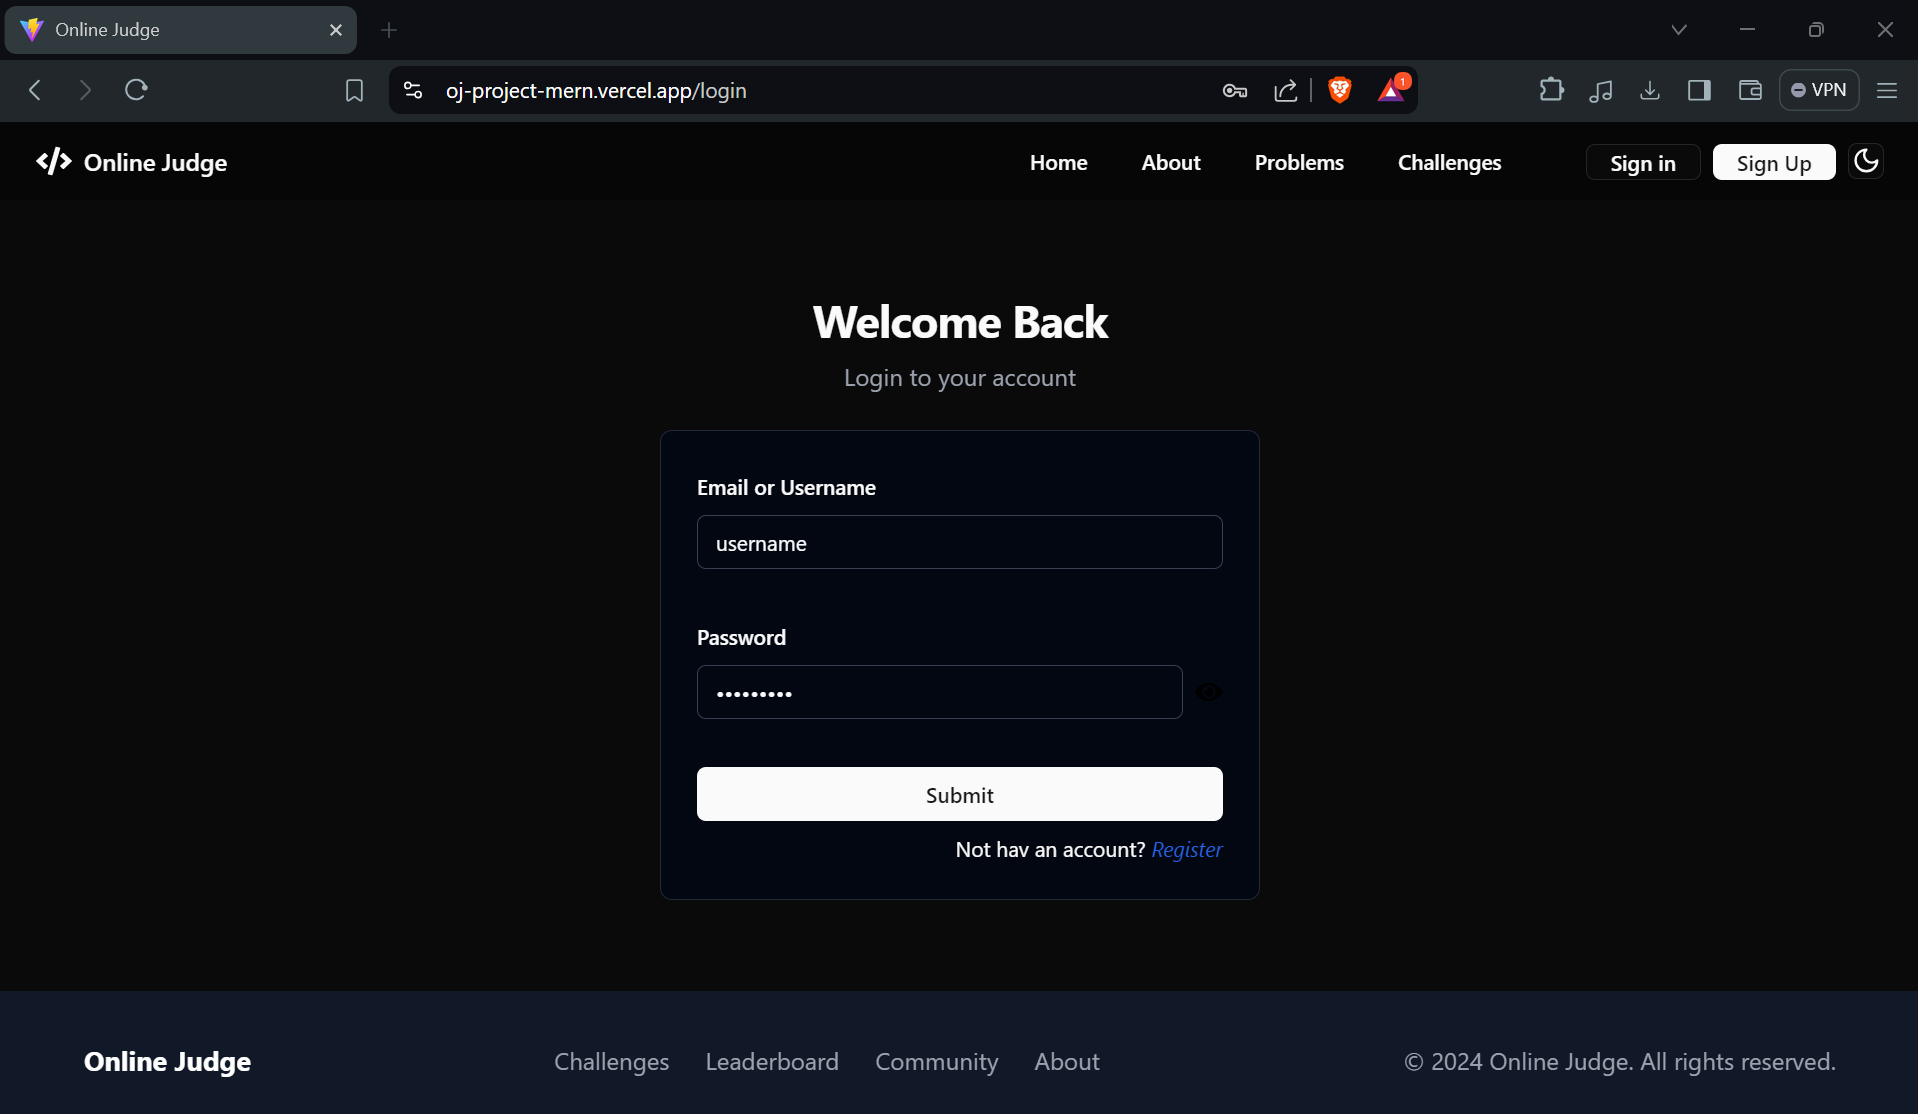 Online Judge
oj-project-mern.vercel.app/login
1
VPN
Online Judge
Home
About
Problems
Challenges
Sign in
Sign Up
Welcome Back
Login to your account
Email or Username
username
Password
•••••••••
Submit
Not hav an account? Register
Online Judge
Challenges
Leaderboard
Community
About
© 2024 Online Judge. All rights reserved.